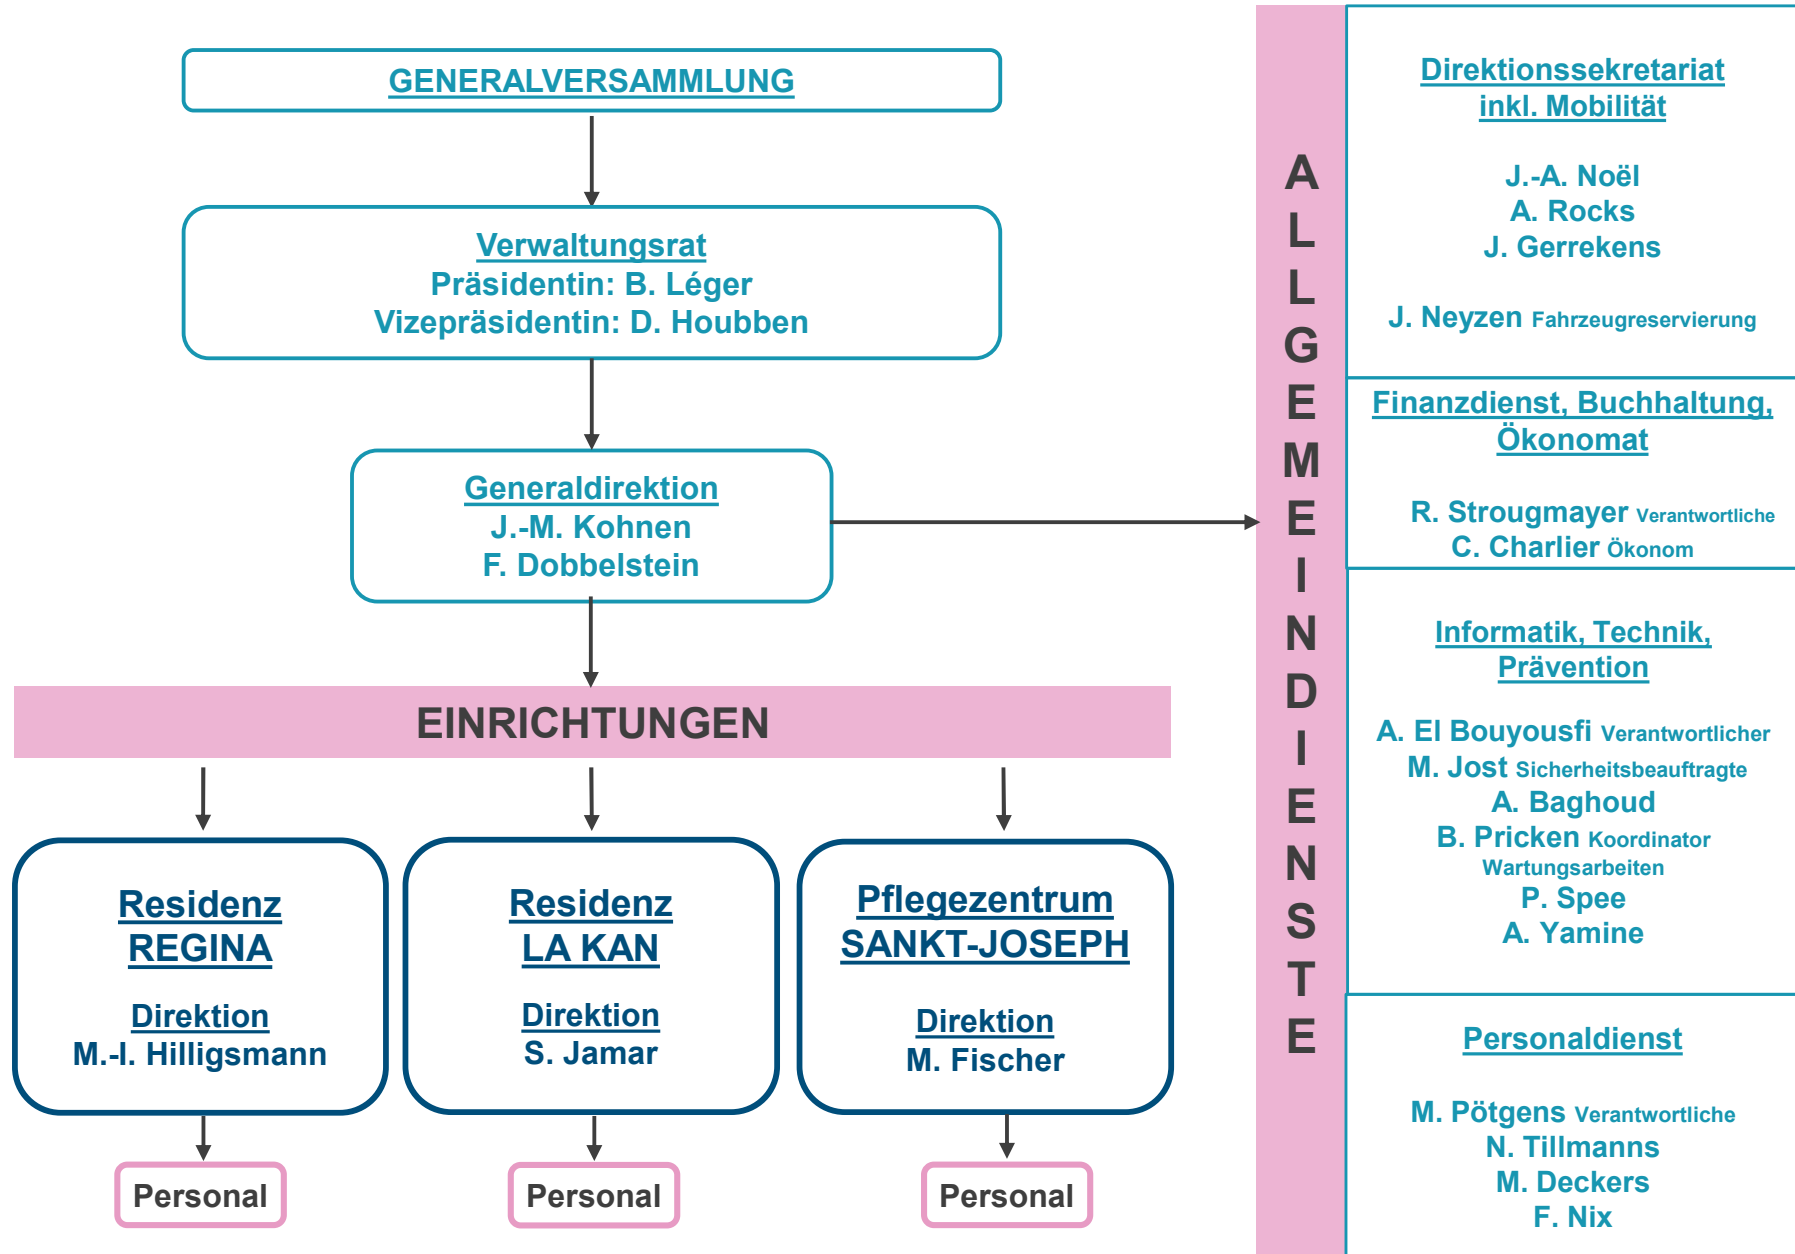 GENERALVERSAMMLUNG
Verwaltungsrat
Präsidentin: B. Léger
Vizepräsidentin: D. Houbben
Generaldirektion
J.-M. Kohnen
F. Dobbelstein
EINRICHTUNGEN
Residenz
REGINA
Direktion
M.-I. Hilligsmann
Personal
Residenz
LA KAN
Direktion
S. Jamar
Personal
Pflegezentrum
SANKT-JOSEPH
Direktion
M. Fischer
Personal
A
L
L
G
E
M
E
I
N
D
I
E
N
S
T
E
Direktionssekretariat
inkl. Mobilität
J.-A. Noël
A. Rocks
J. Gerrekens
J. Neyzen Fahrzeugreservierung
Finanzdienst, Buchhaltung,
Ökonomat
R. Strougmayer Verantwortliche
C. Charlier Ökonom
Informatik, Technik,
Prävention
A. El Bouyousfi Verantwortlicher
M. Jost Sicherheitsbeauftragte
A. Baghoud
B. Pricken Koordinator
Wartungsarbeiten
P. Spee
A. Yamine
Personaldienst
M. Pötgens Verantwortliche
N. Tillmanns
M. Deckers
F. Nix